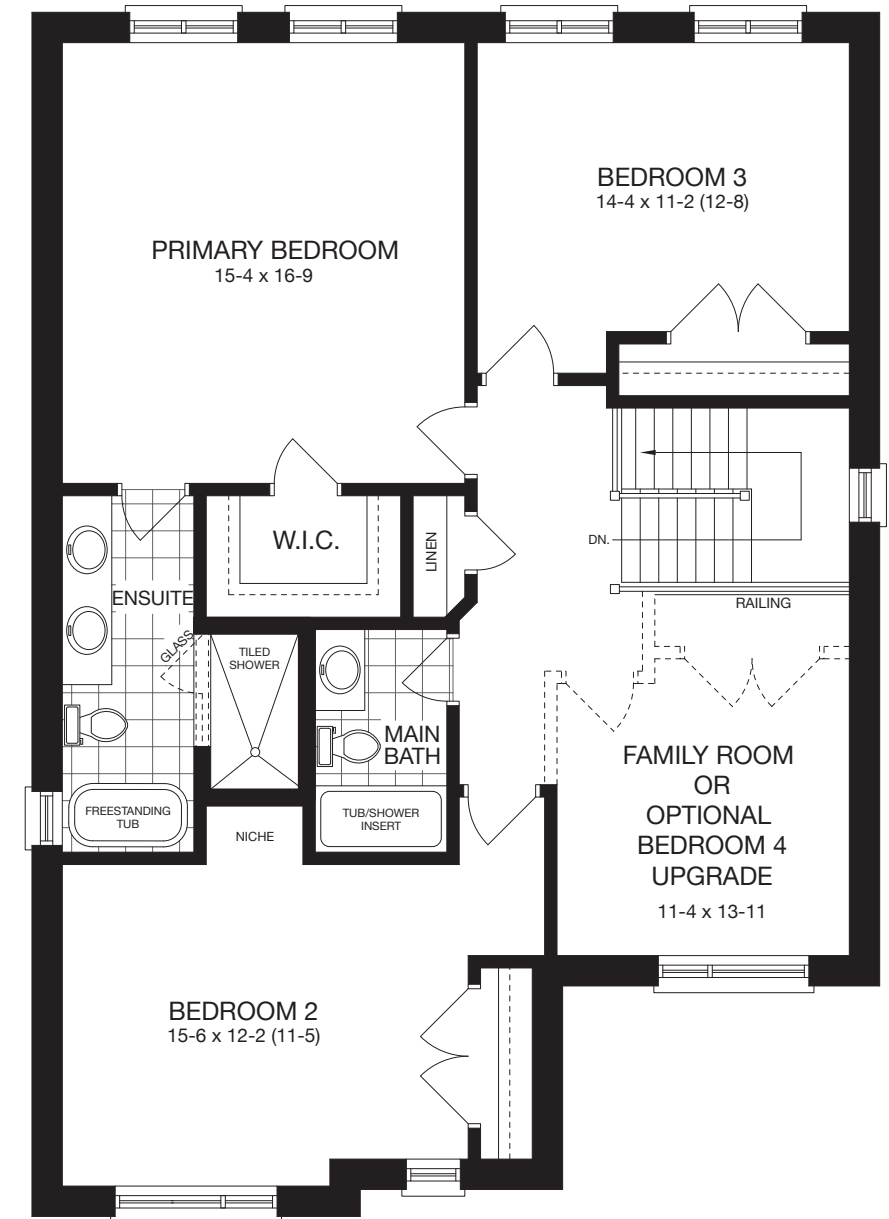 BEDROOM 3
14-4 x 11-2 (12-8)
PRIMARY BEDROOM
15-4 x 16-9
W.I.C.
LINEN
DN.
ENSUITE
RAILING
GLASS
TILED
SHOWER
MAIN
BATH
FAMILY ROOM
OR
OPTIONAL
BEDROOM 4
UPGRADE
11-4 x 13-11
FREESTANDING
TUB
NICHE
TUB/SHOWER
INSERT
BEDROOM 2
15-6 x 12-2 (11-5)